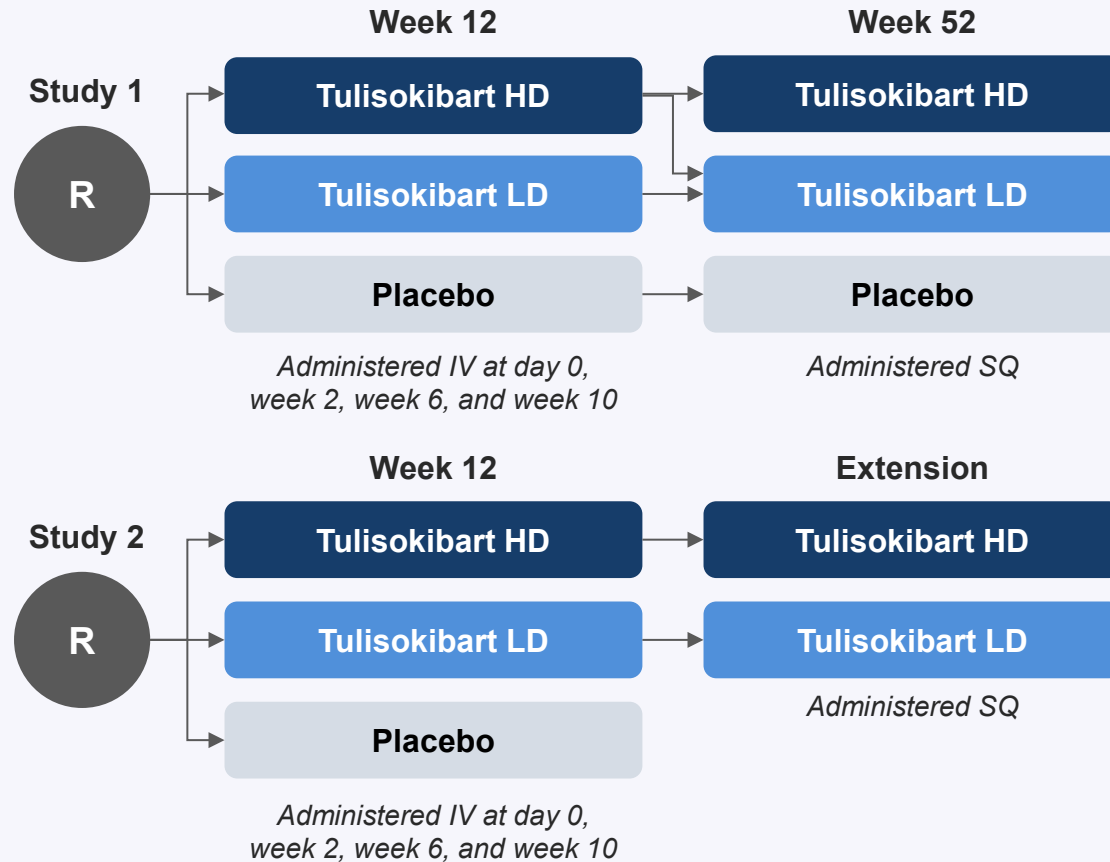 Week 12
Week 52
Study 1
R
Tulisokibart HD
Tulisokibart HD
Tulisokibart LD
Tulisokibart LD
Placebo
Placebo
Administered IV at day 0,
week 2, week 6, and week 10
Administered SQ
Week 12
Extension
Study 2
R
Tulisokibart HD
Tulisokibart HD
Tulisokibart LD
Tulisokibart LD
Administered SQ
Placebo
Administered IV at day 0,
week 2, week 6, and week 10